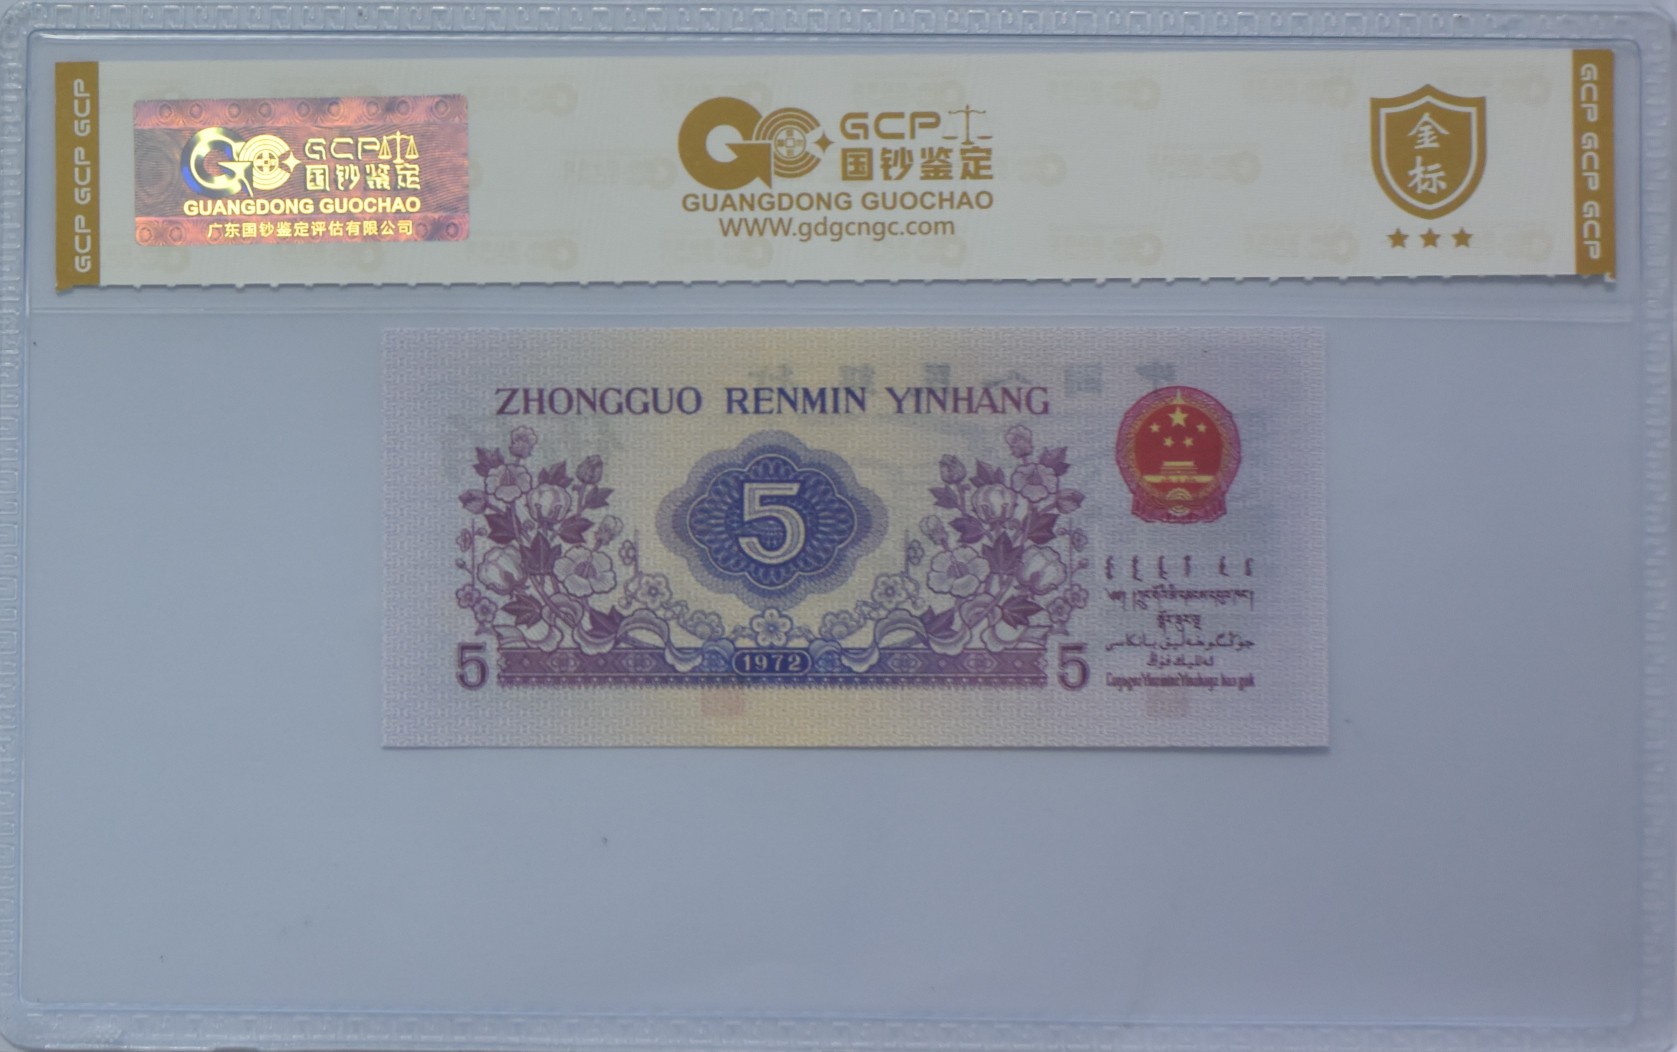 GCP GCP GCP
GCP
国钞鉴定
GUANGDONG GUOCHAO
广东国钞鉴定评估有限公司
GCP
国钞鉴定
GUANGDONG GUOCHAO
WWW.gdgcngc.com
金标
GCP GCP GCP
ZHONGGUO RENMIN YINHANG
5
5
1972
5